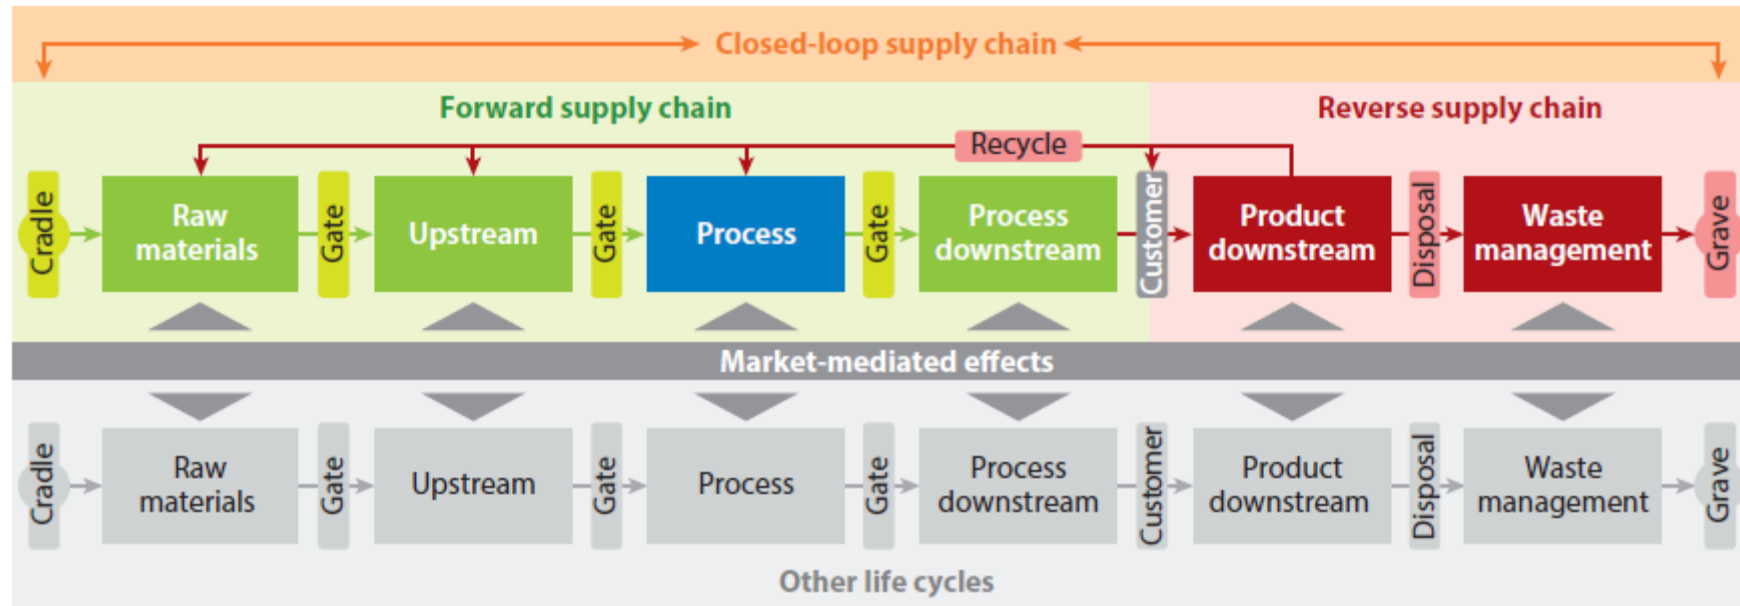 Closed-loop supply chain
Forward supply chain
Reverse supply chain
Recycle
Cradle
Raw
materials
Gate
Upstream
Gate
Process
Gate
Process
downstream
Customer
Product
downstream
Disposal
Waste
management
Grave
Market-mediated effects
Cradle
Raw
materials
Gate
Upstream
Gate
Process
Gate
Process
downstream
Customer
Product
downstream
Disposal
Waste
management
Grave
Other life cycles